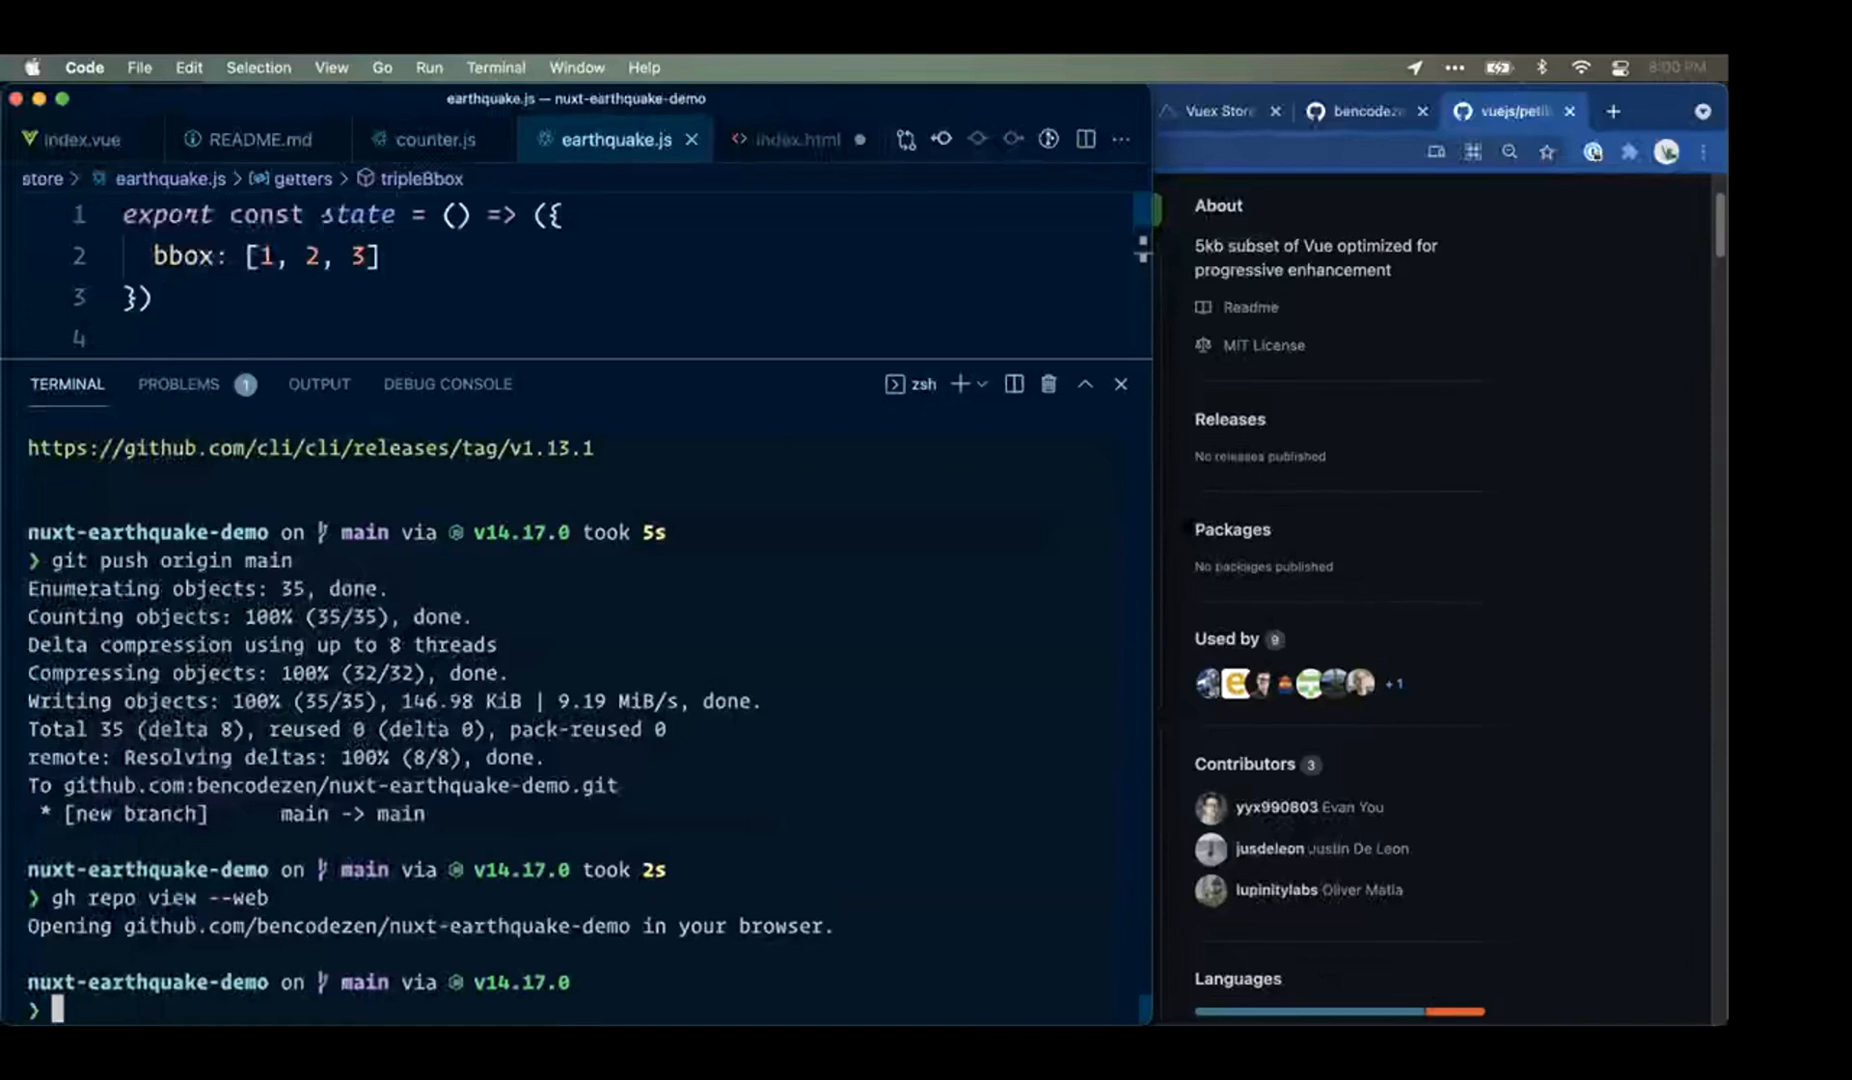 Code File Edit Selection View Go Run Terminal Window Help 8:00 PM
earthquake.js — nuxt-earthquake-demo
index.vue README.md counter.js earthquake.js index.html
Vuex Store bencodeze vuejs/petit
store > earthquake.js > getters > tripleBbox
1 export const state = () => ({
2 bbox: [1, 2, 3]
3 })
4
TERMINAL PROBLEMS 1 OUTPUT DEBUG CONSOLE zsh
https://github.com/cli/cli/releases/tag/v1.13.1
nuxt-earthquake-demo on main via v14.17.0 took 5s
❯ git push origin main
Enumerating objects: 35, done.
Counting objects: 100% (35/35), done.
Delta compression using up to 8 threads
Compressing objects: 100% (32/32), done.
Writing objects: 100% (35/35), 146.98 KiB | 9.19 MiB/s, done.
Total 35 (delta 8), reused 0 (delta 0), pack-reused 0
remote: Resolving deltas: 100% (8/8), done.
To github.com:bencodezen/nuxt-earthquake-demo.git
* [new branch] main -> main
nuxt-earthquake-demo on main via v14.17.0 took 2s
❯ gh repo view --web
Opening github.com/bencodezen/nuxt-earthquake-demo in your browser.
nuxt-earthquake-demo on main via v14.17.0
❯
About
5kb subset of Vue optimized for
progressive enhancement
Readme
MIT License
Releases
No releases published
Packages
No packages published
Used by 9
+ 1
Contributors 3
yyx990803 Evan You
jusdeleon Justin De Leon
lupinitylabs Oliver Matla
Languages